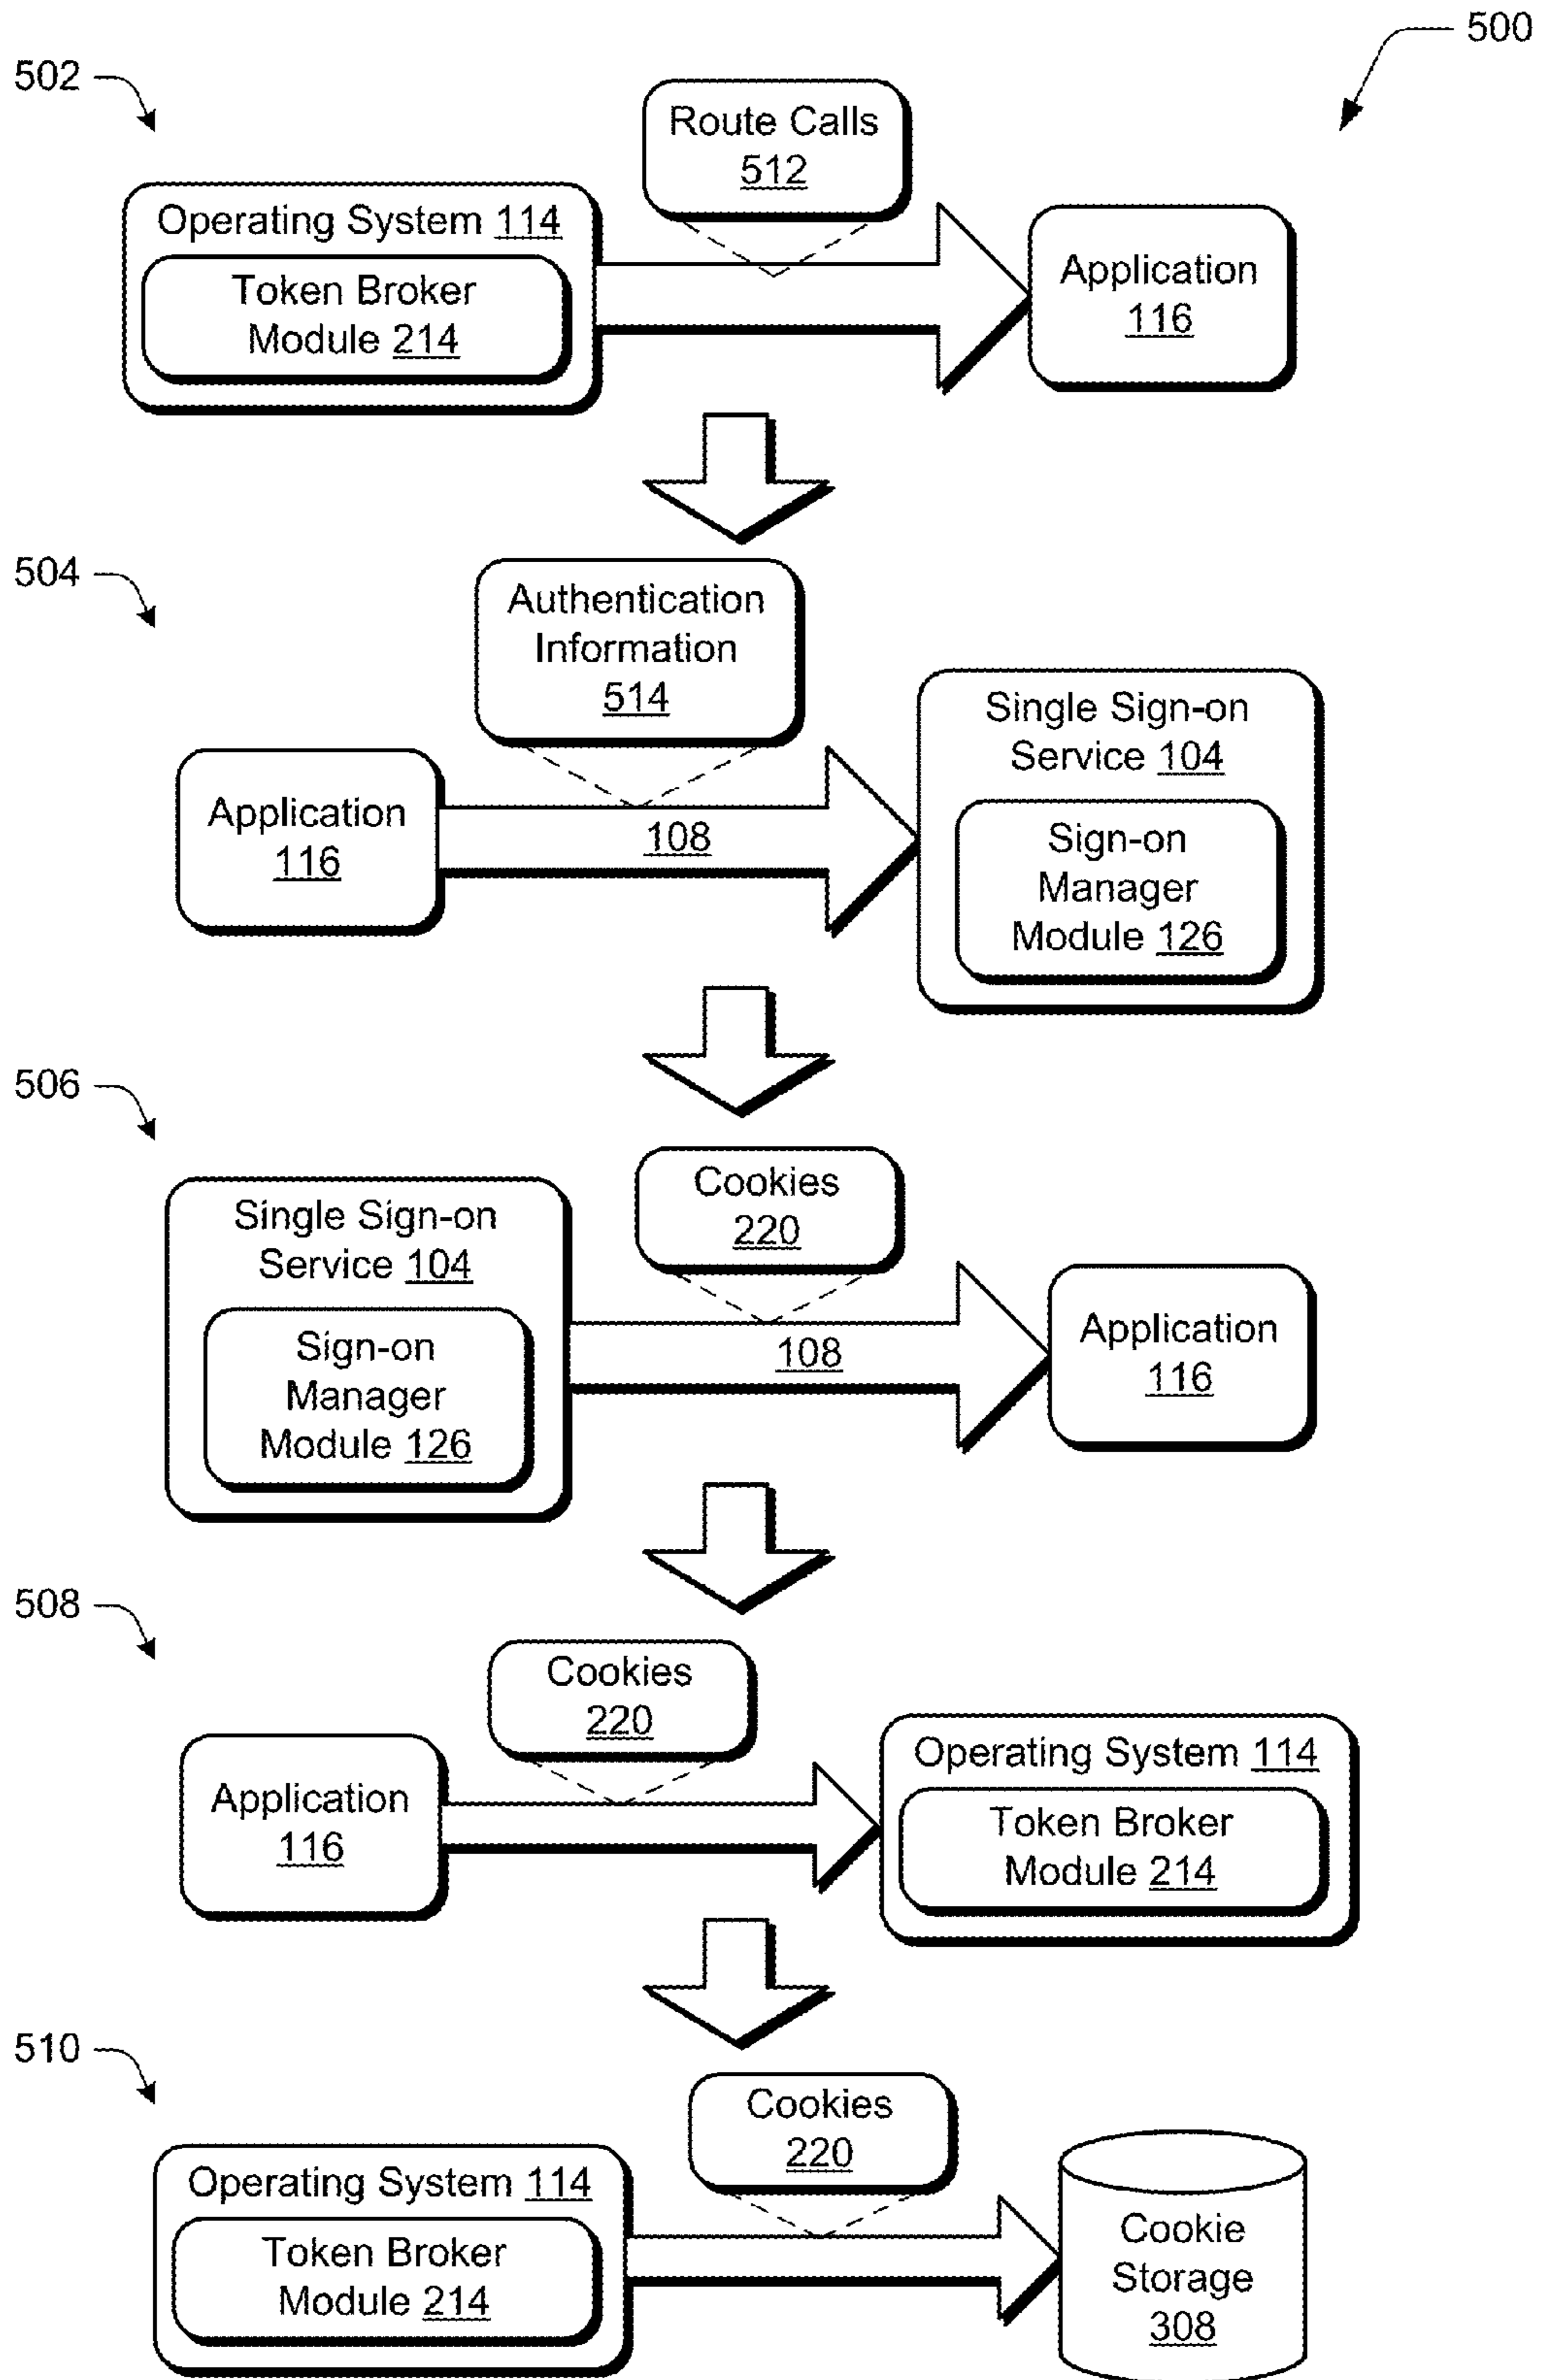 500
502
Route Calls
512
Operating System 114
Token Broker
Module 214
Application
116
504
Authentication
Information
514
Single Sign-on
Service 104
Application
116
108
Sign-on
Manager
Module 126
506
Cookies
220
Single Sign-on
Service 104
Sign-on
Manager
Module 126
108
Application
116
508
Cookies
220
Application
116
Operating System 114
Token Broker
Module 214
510
Cookies
220
Operating System 114
Token Broker
Module 214
Cookie
Storage
308